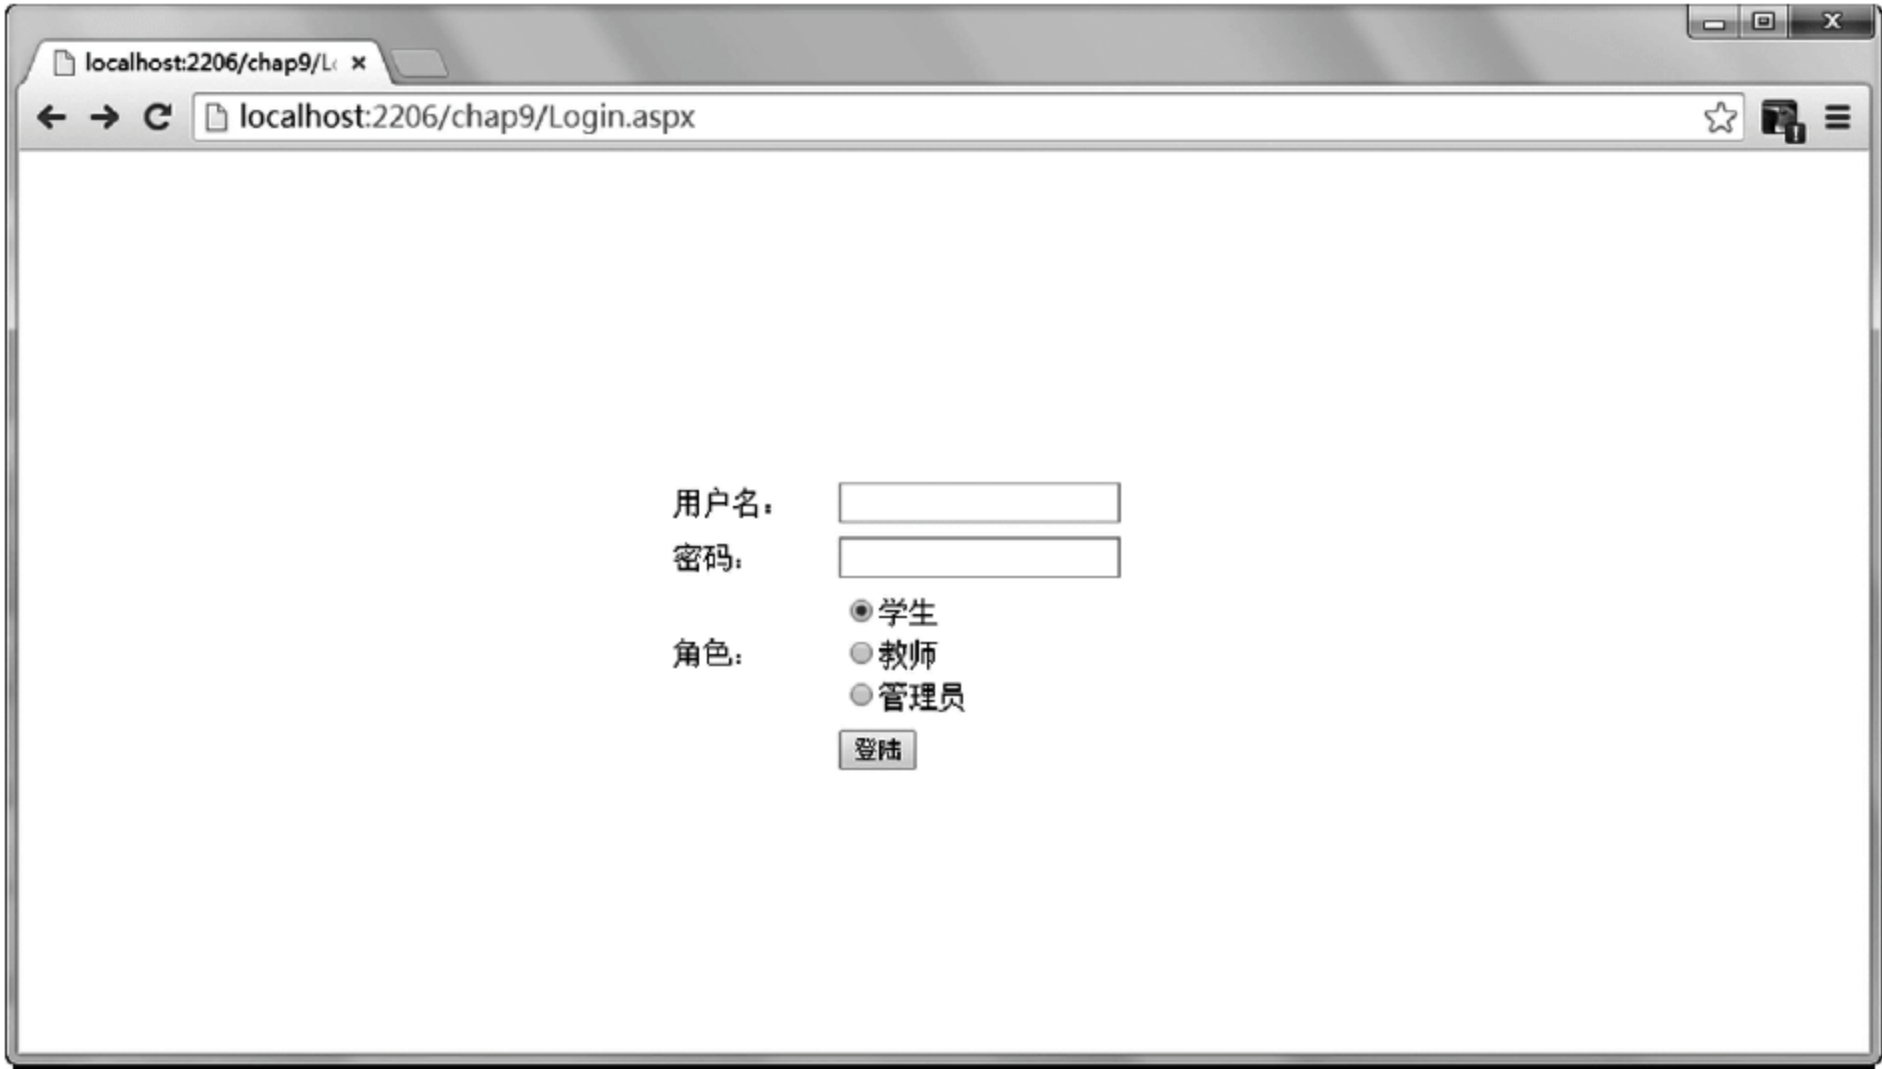 localhost:2206/chap9/L
localhost:2206/chap9/Login.aspx
用户名：
密码：
学生
角色：
教师
管理员
登陆